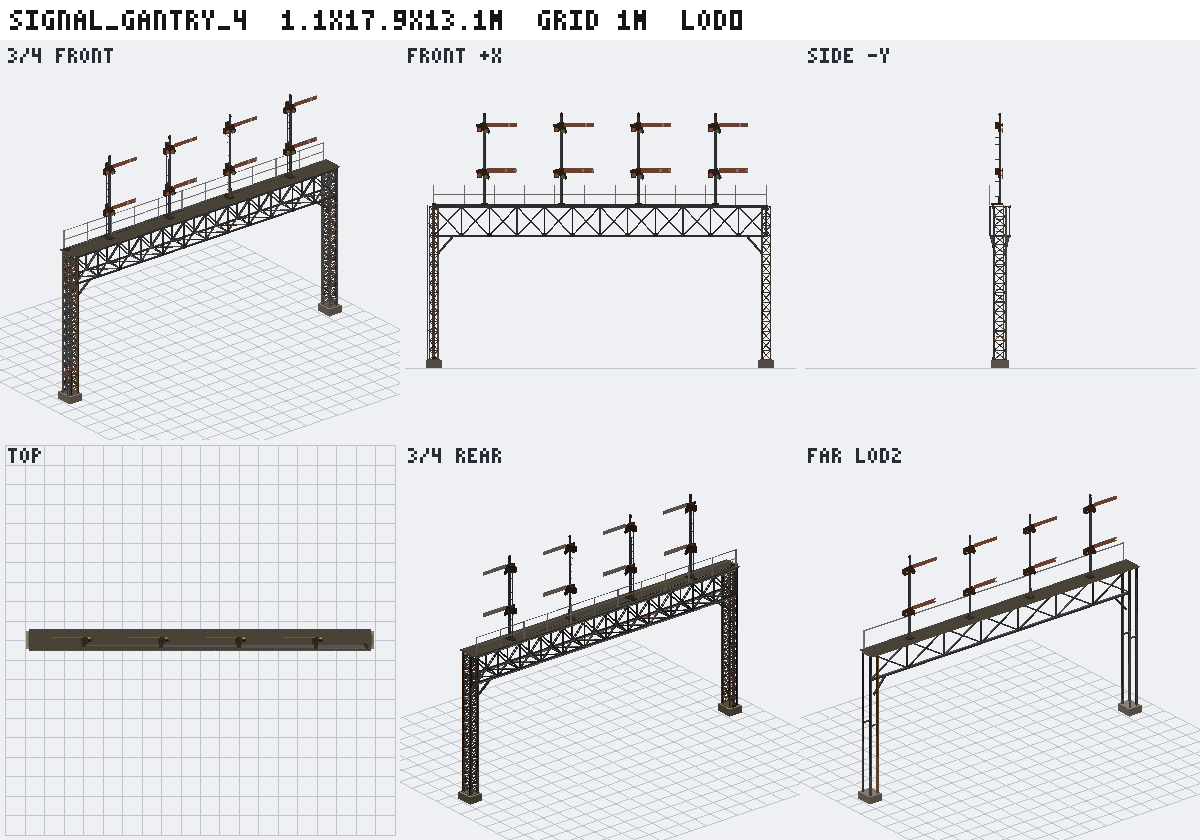 SIGNAL_GANTRY_4  1.1X17.9X13.1M  GRID 1M  LOD0
3/4 FRONT
FRONT +X
SIDE -Y
TOP
3/4 REAR
FAR LOD2